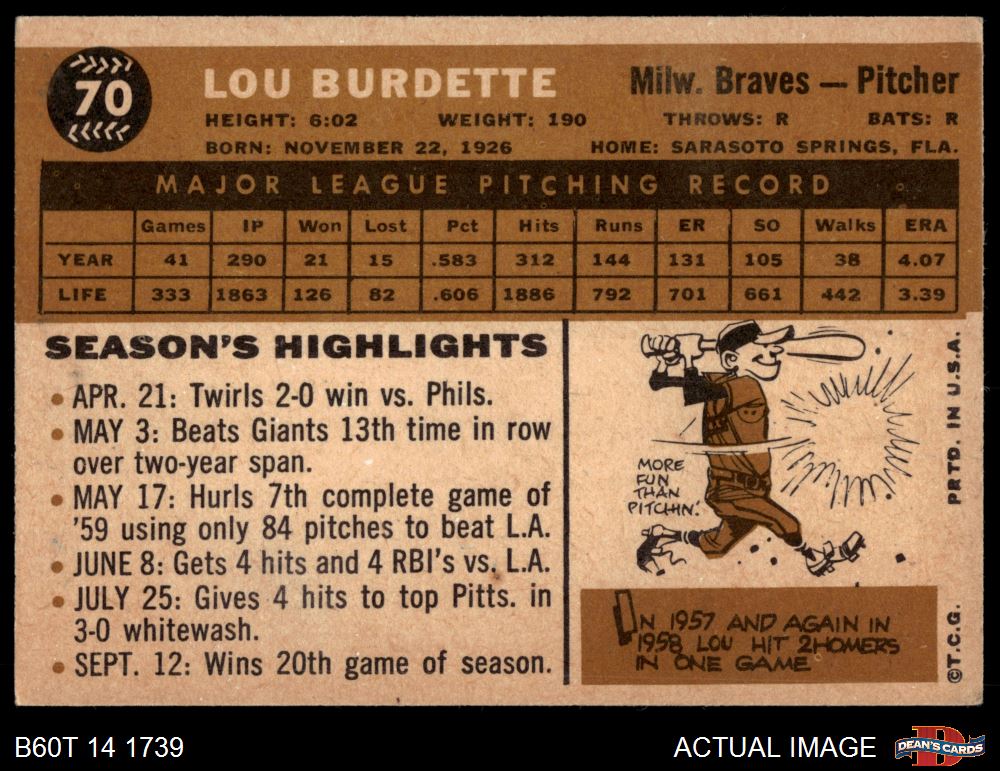 70
LOU BURDETTE
Milw. Braves — Pitcher
HEIGHT: 6:02 WEIGHT: 190 THROWS: R BATS: R
BORN: NOVEMBER 22, 1926 HOME: SARASOTO SPRINGS, FLA.
MAJOR LEAGUE PITCHING RECORD
Games IP Won Lost Pct Hits Runs ER SO Walks ERA
YEAR 41 290 21 15 .583 312 144 131 105 38 4.07
LIFE 333 1863 126 82 .606 1886 792 701 661 442 3.39
SEASON'S HIGHLIGHTS
• APR. 21: Twirls 2-0 win vs. Phils.
• MAY 3: Beats Giants 13th time in row
over two-year span.
• MAY 17: Hurls 7th complete game of
'59 using only 84 pitches to beat L.A.
• JUNE 8: Gets 4 hits and 4 RBI's vs. L.A.
• JULY 25: Gives 4 hits to top Pitts. in
3-0 whitewash.
• SEPT. 12: Wins 20th game of season.
MORE
FUN
THAN
PITCHIN'.
IN 1957 AND AGAIN IN
1958 LOU HIT 2 HOMERS
IN ONE GAME
PRTD. IN U.S.A.
©T.C.G.
B60T 14 1739
ACTUAL IMAGE
D
DEAN'S CARDS